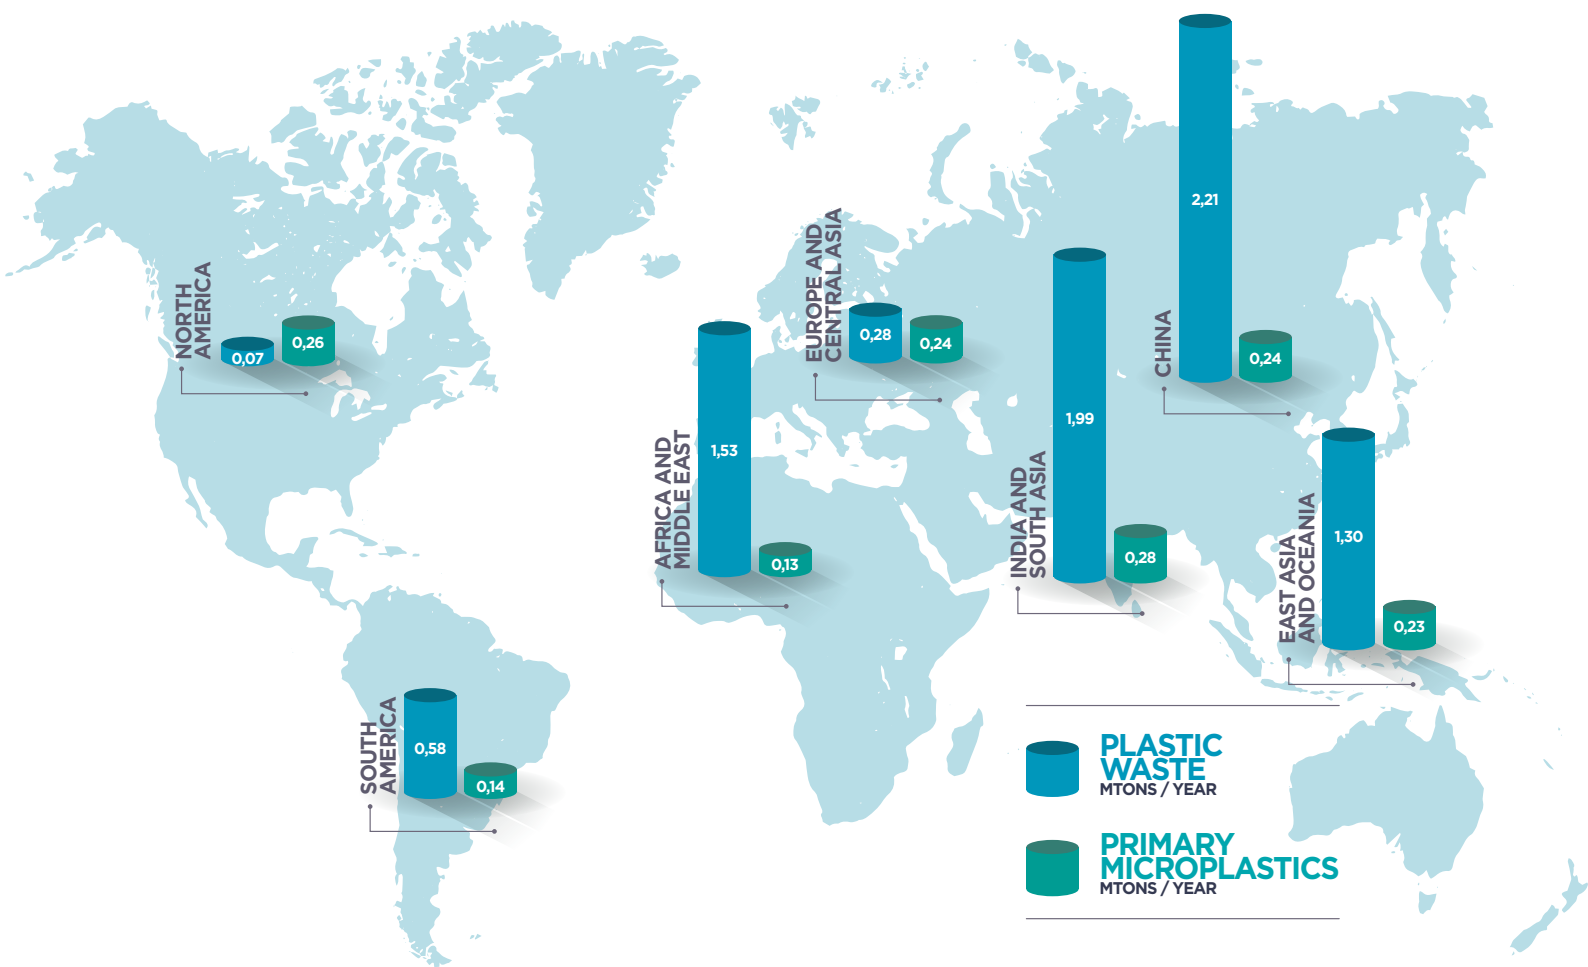 NORTH
AMERICA
0,07
0,26
EUROPE AND
CENTRAL ASIA
0,28
0,24
CHINA
2,21
0,24
AFRICA AND
MIDDLE EAST
1,53
0,13
INDIA AND
SOUTH ASIA
1,99
0,28
EAST ASIA
AND OCEANIA
1,30
0,23
SOUTH
AMERICA
0,58
0,14
PLASTIC
WASTE
MTONS / YEAR
PRIMARY
MICROPLASTICS
MTONS / YEAR